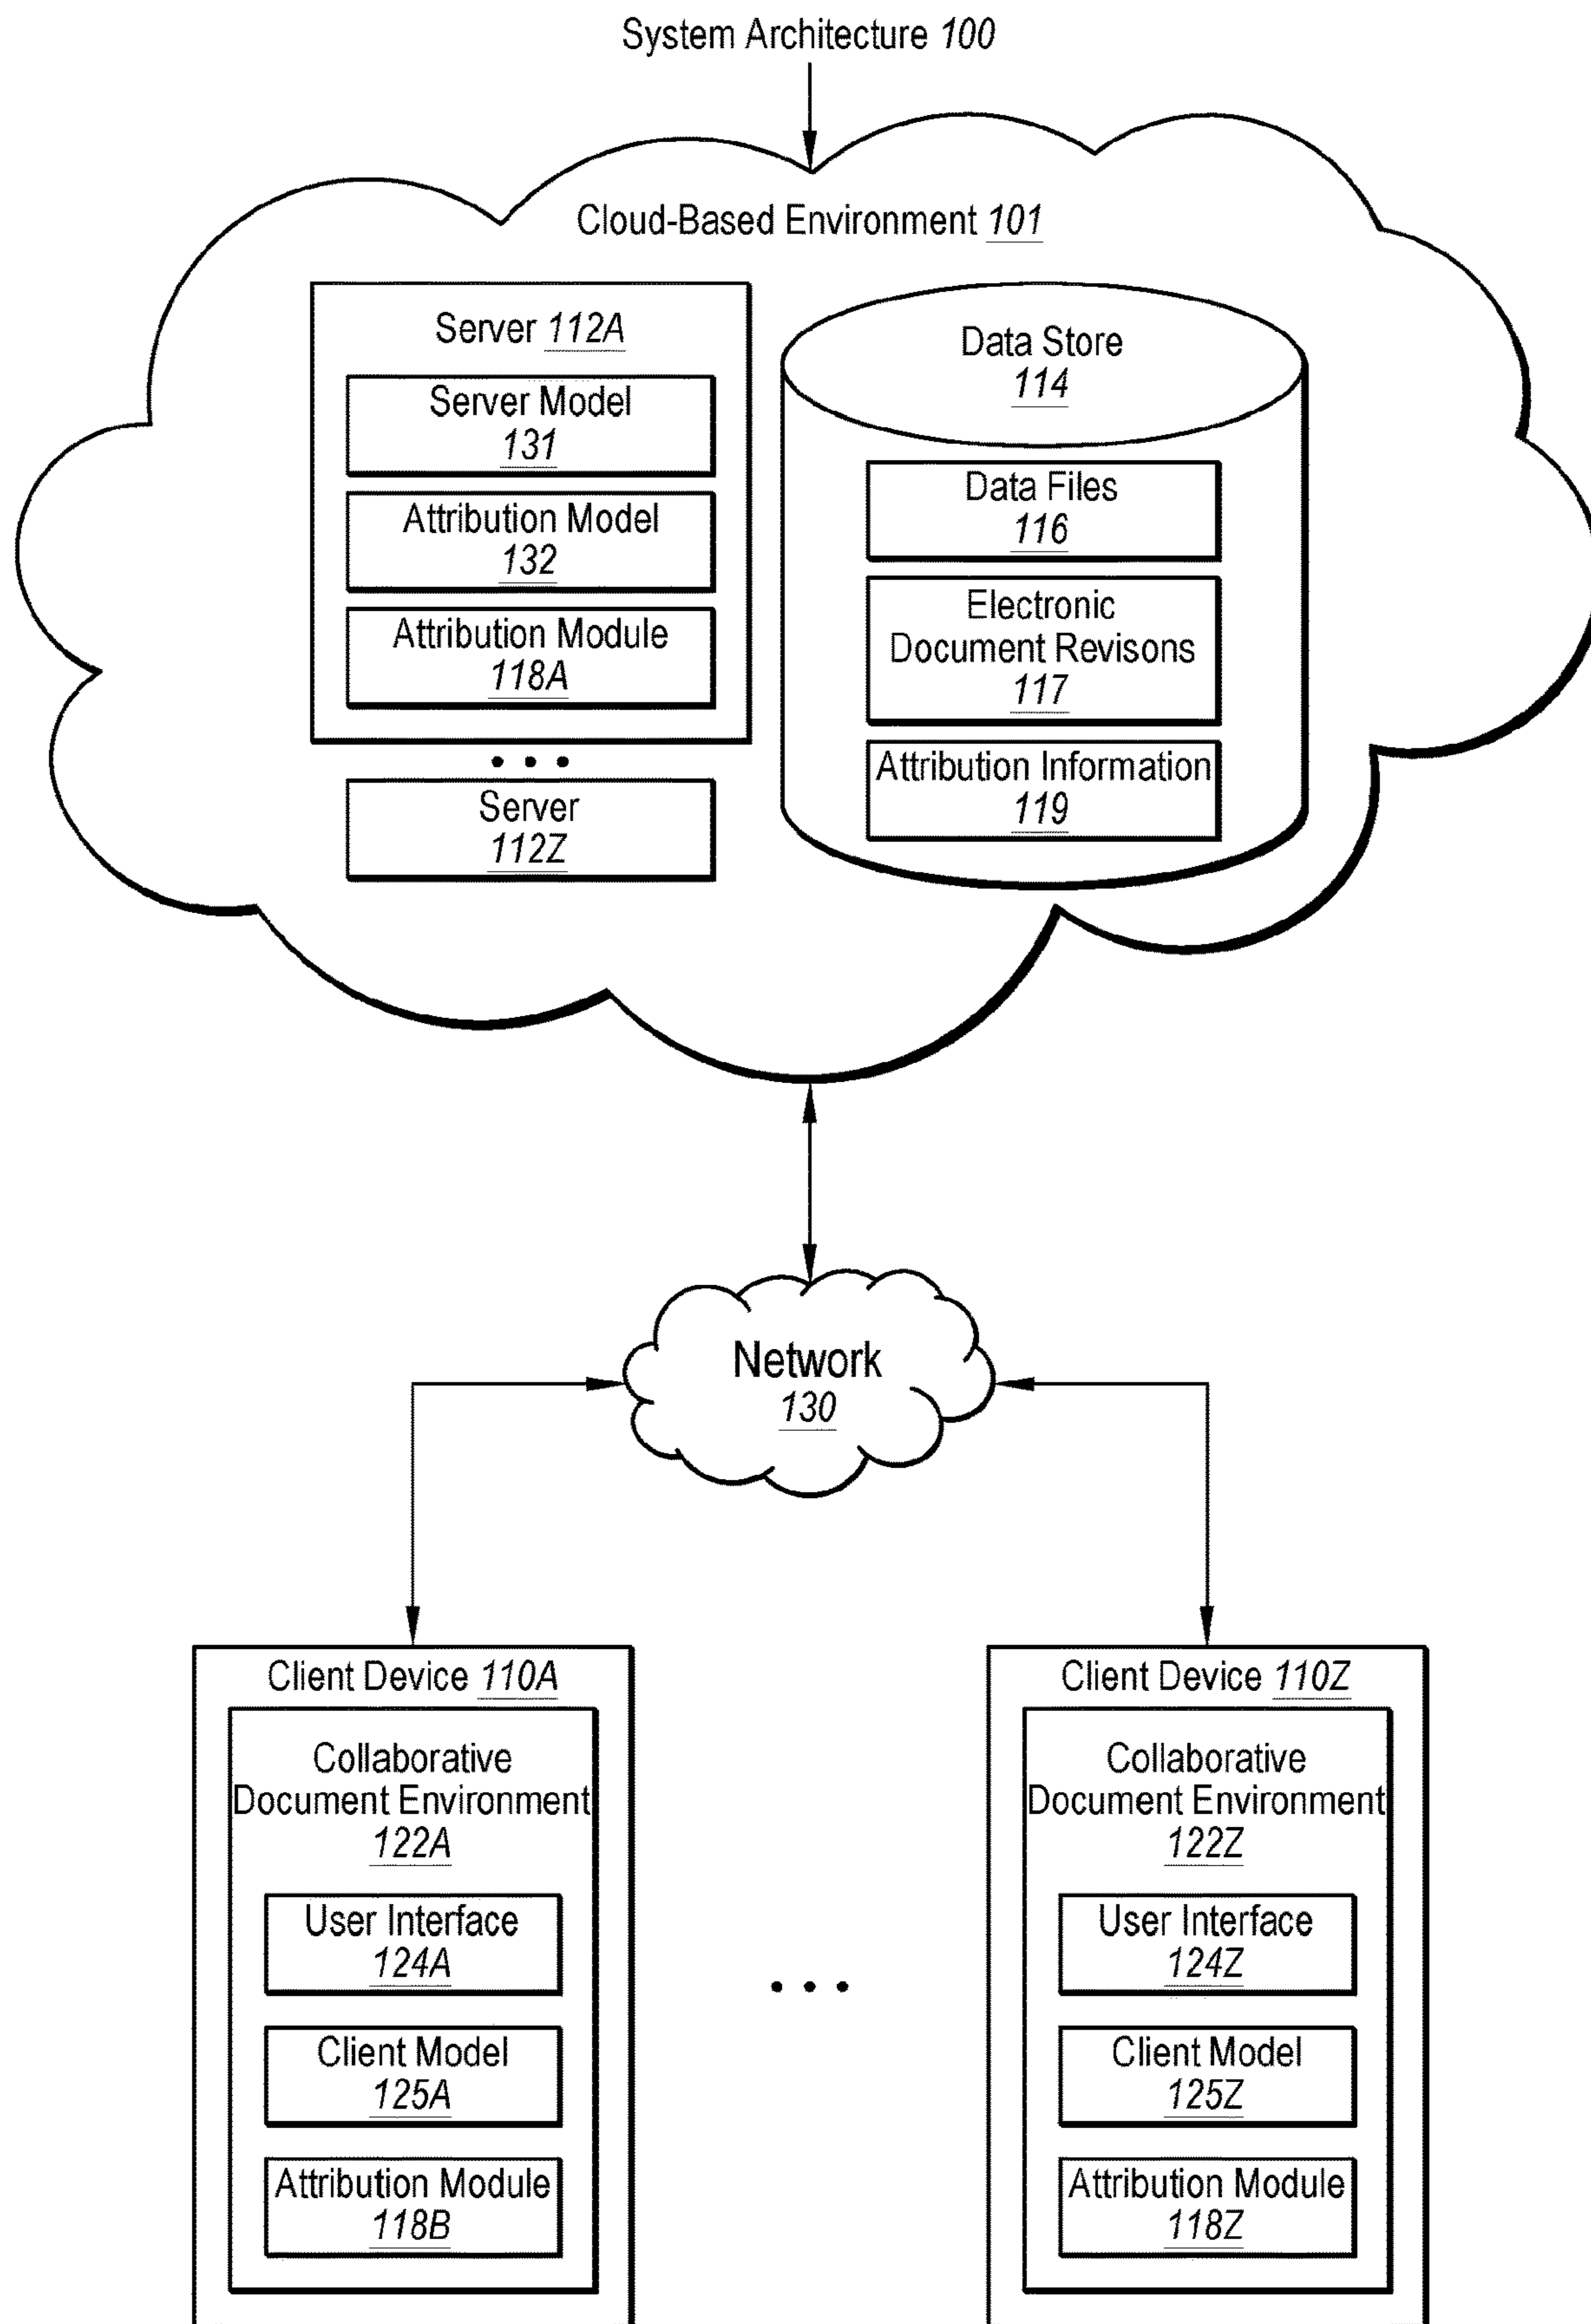 System Architecture 100
Cloud-Based Environment 101
Server 112A
Server Model
131
Attribution Model
132
Attribution Module
118A
• • •
Server
112Z
Data Store
114
Data Files
116
Electronic
Document Revisons
117
Attribution Information
119
Network
130
Client Device 110A
Collaborative
Document Environment
122A
User Interface
124A
Client Model
125A
Attribution Module
118B
• • •
Client Device 110Z
Collaborative
Document Environment
122Z
User Interface
124Z
Client Model
125Z
Attribution Module
118Z